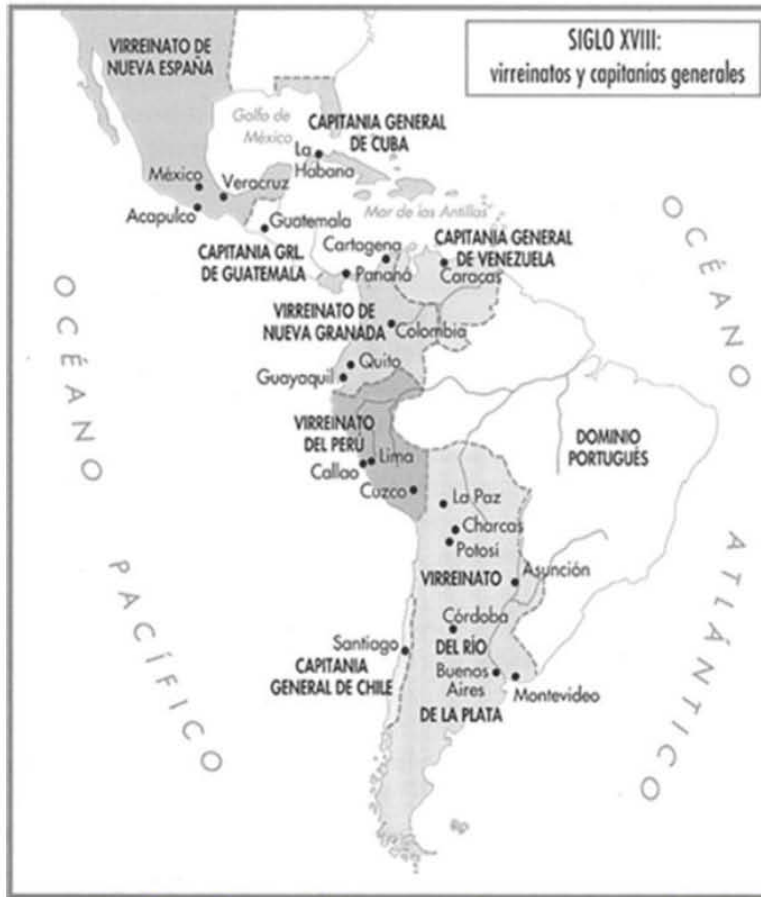 SIGLO XVIII:
virreinatos y capitanías generales
VIRREINATO DE
NUEVA ESPAÑA
Golfo de
México
CAPITANIA GENERAL
DE CUBA
La
Habana
México
Veracruz
Acapulco
Guatemala
Mar de las Antillas
CAPITANIA GRL.
DE GUATEMALA
Cartagena
Panahá
CAPITANIA GENERAL
DE VENEZUELA
Caracas
VIRREINATO DE
NUEVA GRANADA
Colombia
Quito
Guayaquil
VIRREINATO
DEL PERÚ
Lima
Callao
Cuzco
DOMINIO
PORTUGUÉS
La Paz
Charcas
Potosí
VIRREINATO
Asunción
Córdoba
DEL RÍO
Santiago
CAPITANIA
GENERAL DE CHILE
Buenos
Aires
Montevideo
DE LA PLATA
OCÉANO
PACÍFICO
OCÉANO
ATLÁNTICO